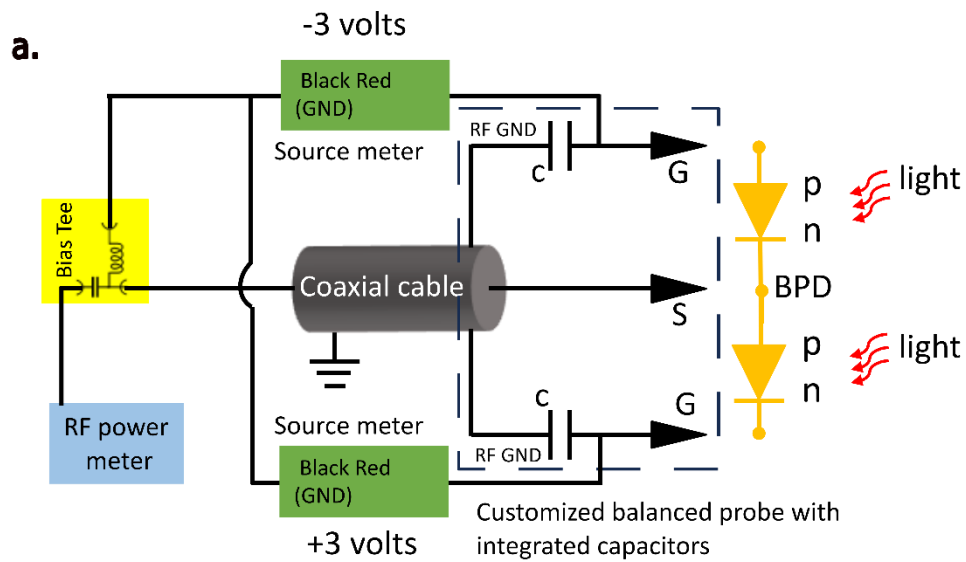 a.
-3 volts
Black Red
(GND)
Source meter
RF GND
C
G
p
n
light
Bias Tee
Coaxial cable
S
BPD
p
n
light
RF power
meter
Source meter
C
G
RF GND
Black Red
(GND)
+3 volts
Customized balanced probe with
integrated capacitors